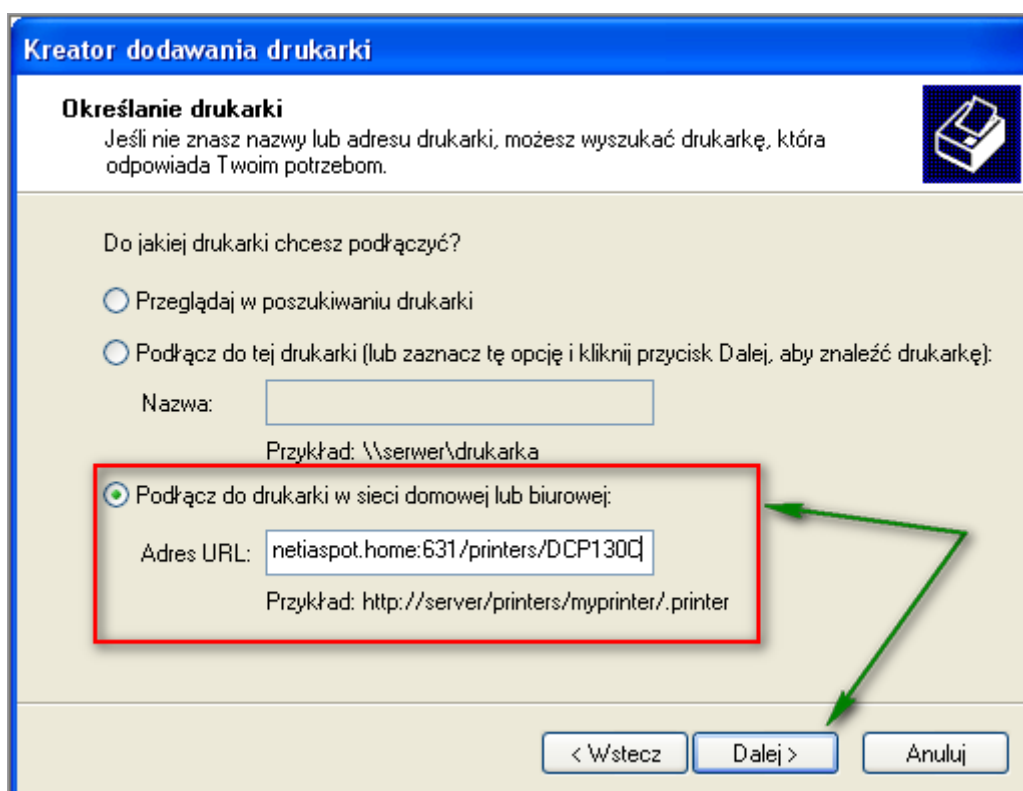 Kreator dodawania drukarki
Określanie drukarki
Jeśli nie znasz nazwy lub adresu drukarki, możesz wyszukać drukarkę, która
odpowiada Twoim potrzebom.
Do jakiej drukarki chcesz podłączyć?
Przeglądaj w poszukiwaniu drukarki
Podłącz do tej drukarki (lub zaznacz tę opcję i kliknij przycisk Dalej, aby znaleźć drukarkę):
Nazwa:
Przykład: \\serwer\drukarka
Podłącz do drukarki w sieci domowej lub biurowej:
Adres URL: netiaspot.home:631/printers/DCP130C
Przykład: http://server/printers/myprinter/.printer
< Wstecz Dalej > Anuluj